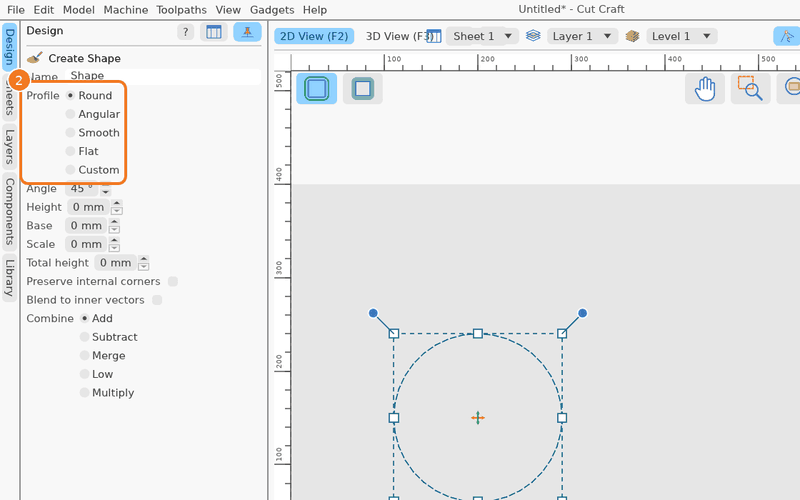 File Edit Model Machine Toolpaths View Gadgets Help Untitled* - Cut Craft
Design ?
2D View (F2) 3D View (F3) Sheet 1 Layer 1 Level 1
Design
Sheets
Layers
Components
Library
Create Shape
Name Shape
2
Profile Round
Angular
Smooth
Flat
Custom
Angle 45 °
Height 0 mm
Base 0 mm
Scale 0 mm
Total height 0 mm
Preserve internal corners
Blend to inner vectors
Combine Add
Subtract
Merge
Low
Multiply
100 200 300 400 500
500
400
300
200
100